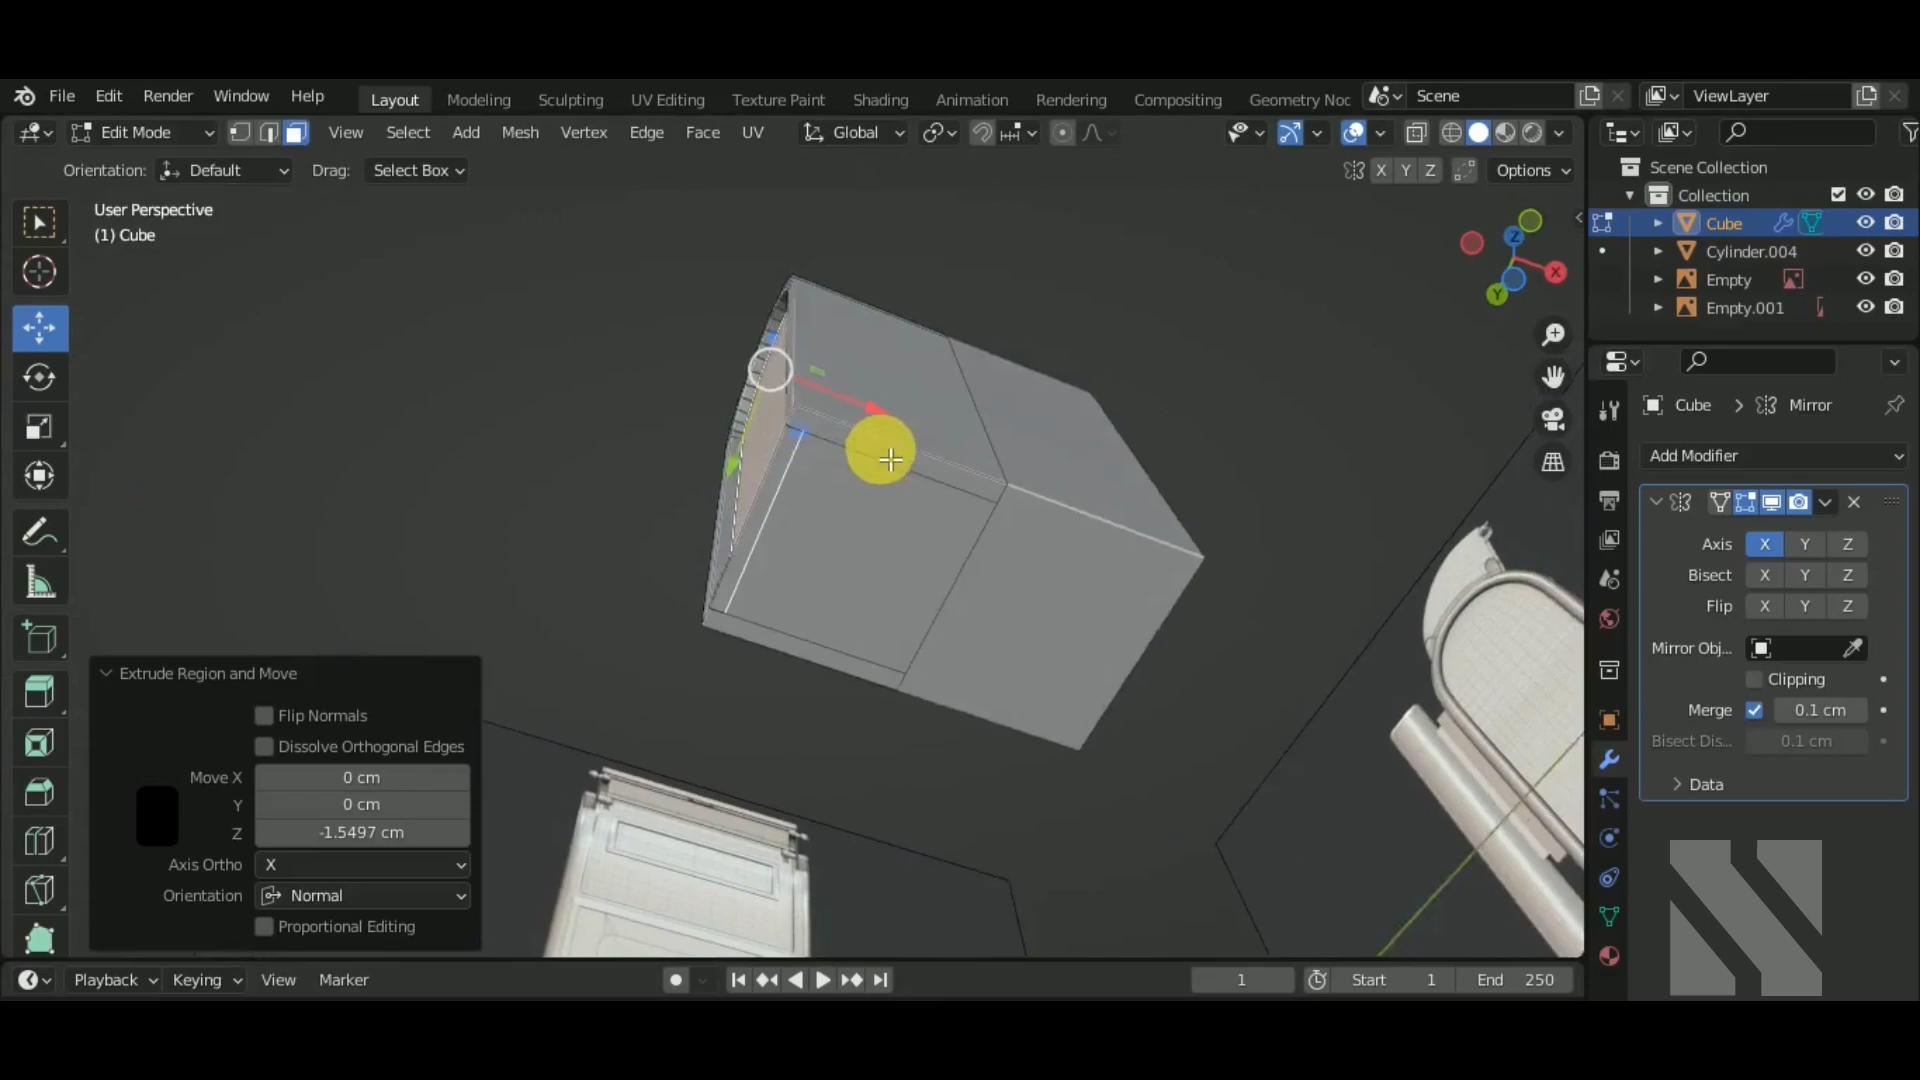 File Edit Render Window Help Layout Modeling Sculpting UV Editing Texture Paint Shading Animation Rendering Compositing Geometry Noc Scene ViewLayer
Edit Mode View Select Add Mesh Vertex Edge Face UV Global
Orientation: Default Drag: Select Box X Y Z Options
User Perspective
(1) Cube
Z
X
Y
Scene Collection
Collection
Cube
Cylinder.004
Empty
Empty.001
Cube > Mirror
Add Modifier
Axis X Y Z
Bisect X Y Z
Flip X Y Z
Mirror Obj...
Clipping
Merge 0.1 cm
Bisect Dis... 0.1 cm
Data
Extrude Region and Move
Flip Normals
Dissolve Orthogonal Edges
Move X 0 cm
Y 0 cm
Z -1.5497 cm
Axis Ortho X
Orientation Normal
Proportional Editing
Playback Keying View Marker 1 Start 1 End 250